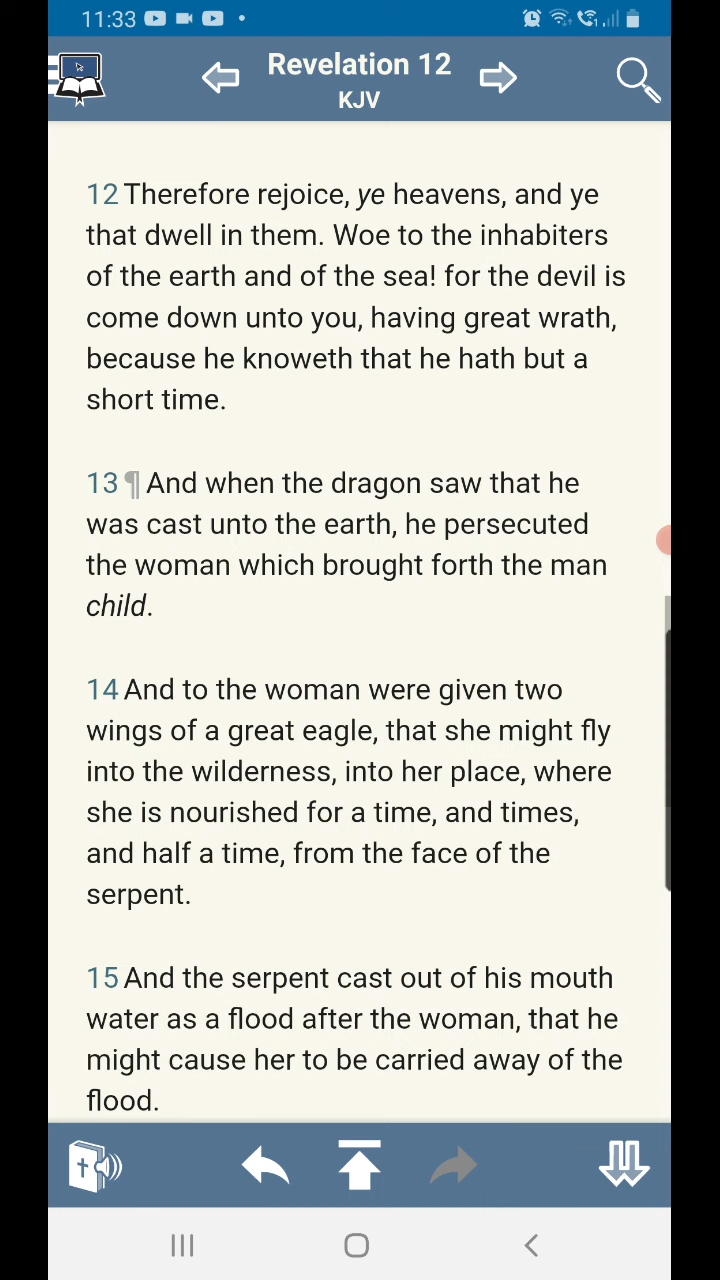 11:33
Revelation 12
KJV
12 Therefore rejoice, ye heavens, and ye
that dwell in them. Woe to the inhabiters
of the earth and of the sea! for the devil is
come down unto you, having great wrath,
because he knoweth that he hath but a
short time.
13 ¶ And when the dragon saw that he
was cast unto the earth, he persecuted
the woman which brought forth the man
child.
14 And to the woman were given two
wings of a great eagle, that she might fly
into the wilderness, into her place, where
she is nourished for a time, and times,
and half a time, from the face of the
serpent.
15 And the serpent cast out of his mouth
water as a flood after the woman, that he
might cause her to be carried away of the
flood.